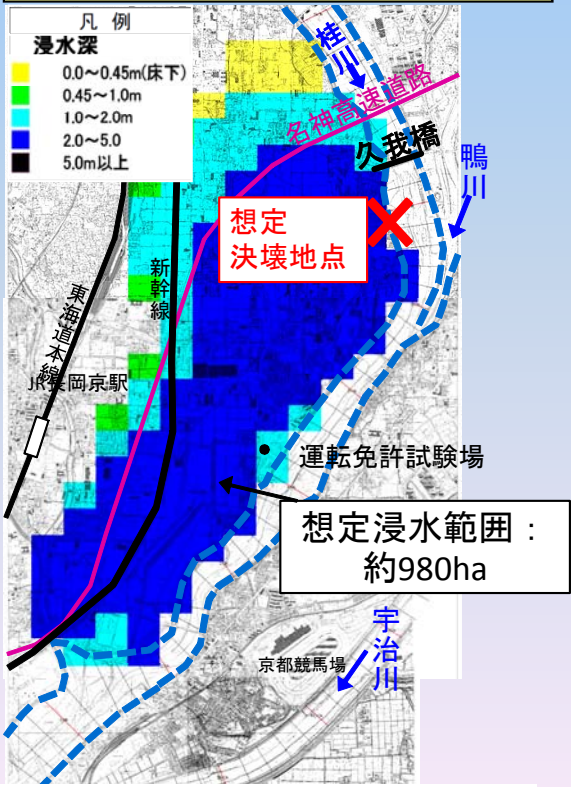 凡 例
浸水深
0.0～0.45m(床下)
0.45～1.0m
1.0～2.0m
2.0～5.0
5.0m以上
桂川
名神高速道路
久我橋
鴨川
想定
決壊地点
新幹線
東海道本線
JR長岡京駅
運転免許試験場
想定浸水範囲：
約980ha
宇治川
京都競馬場